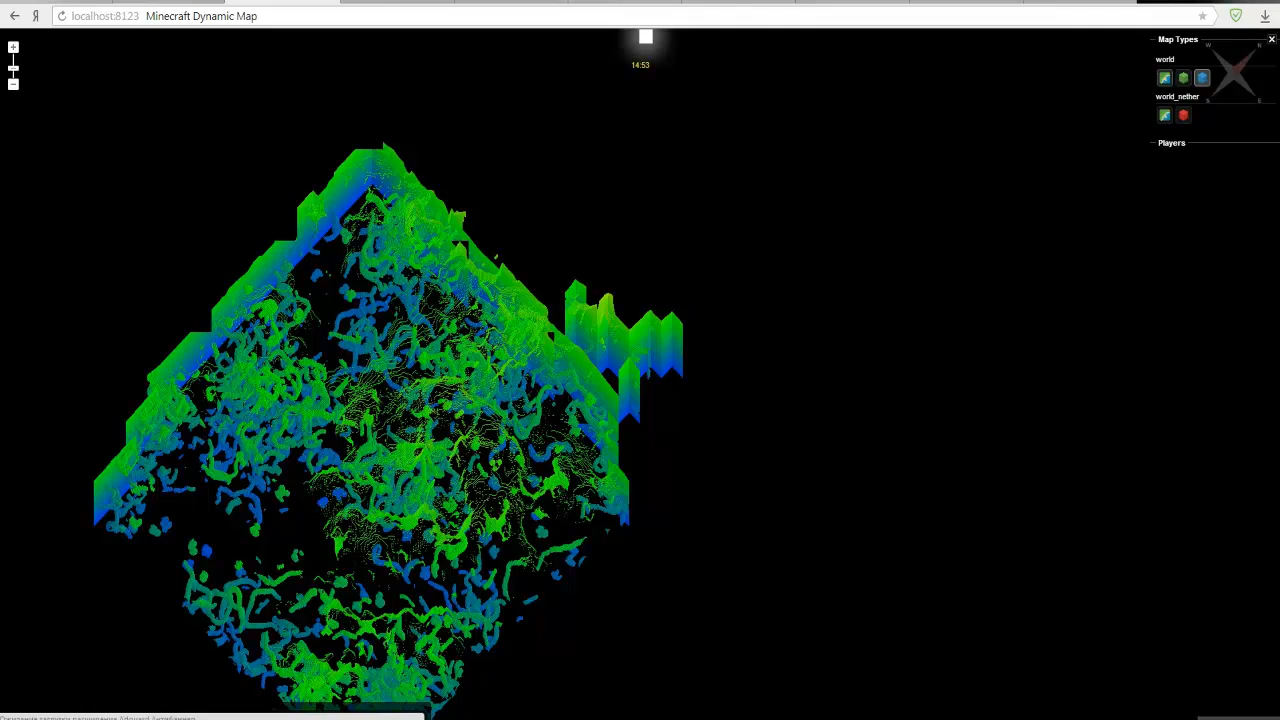 Я
localhost:8123 Minecraft Dynamic Map
14:53
Map Types
world
world_nether
Players
W
N
S
E